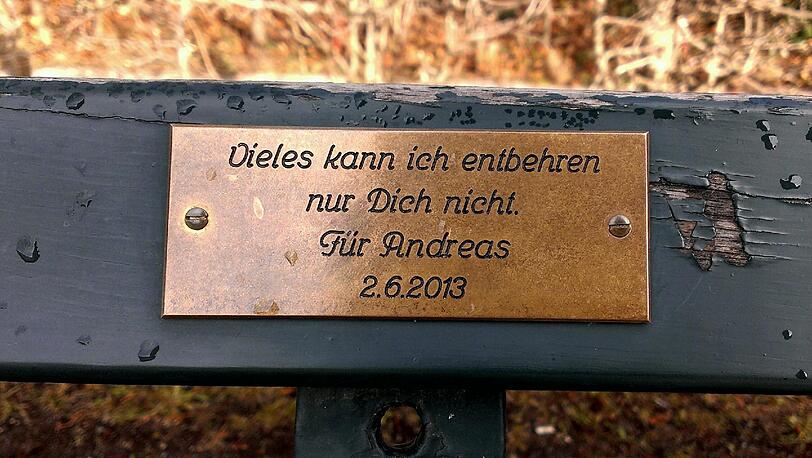 Vieles kann ich entbehren
nur Dich nicht.
Für Andreas
2.6.2013